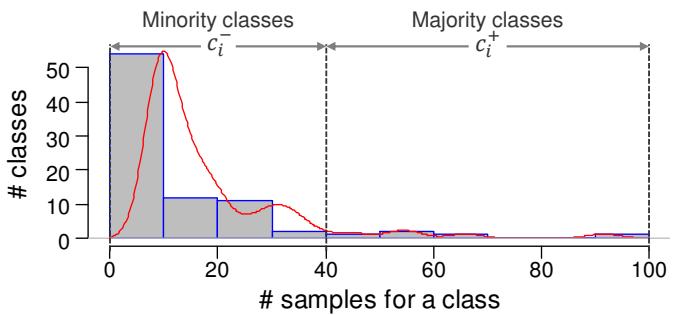 Minority classes Majority classes
c_i^- c_i^+
50
40
30
20
10
0
# classes
0 20 40 60 80 100
# samples for a class